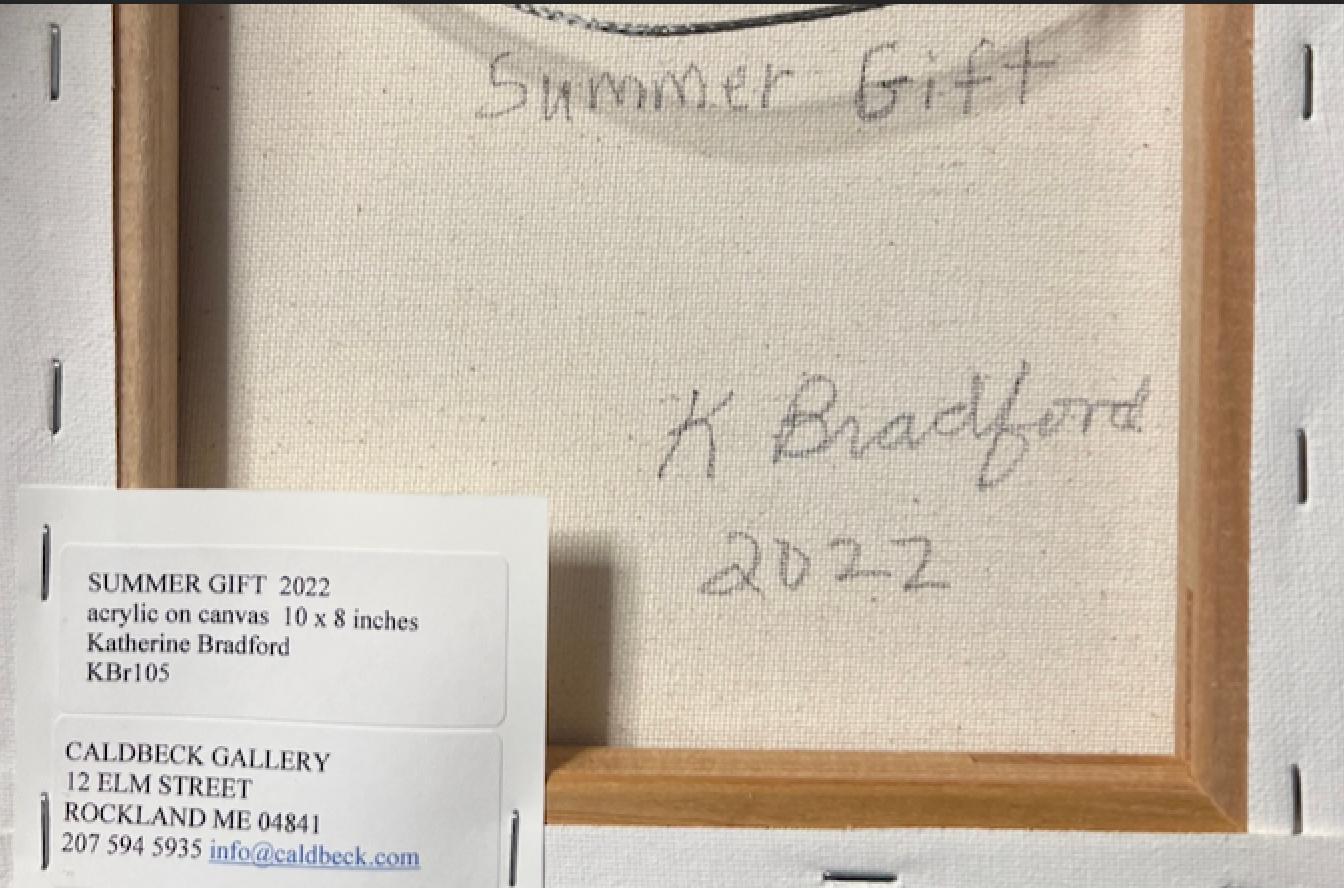 Summer Gift
K Bradford
2022
SUMMER GIFT 2022
acrylic on canvas 10 x 8 inches
Katherine Bradford
KBr105
CALDBECK GALLERY
12 ELM STREET
ROCKLAND ME 04841
207 594 5935 info@caldbeck.com